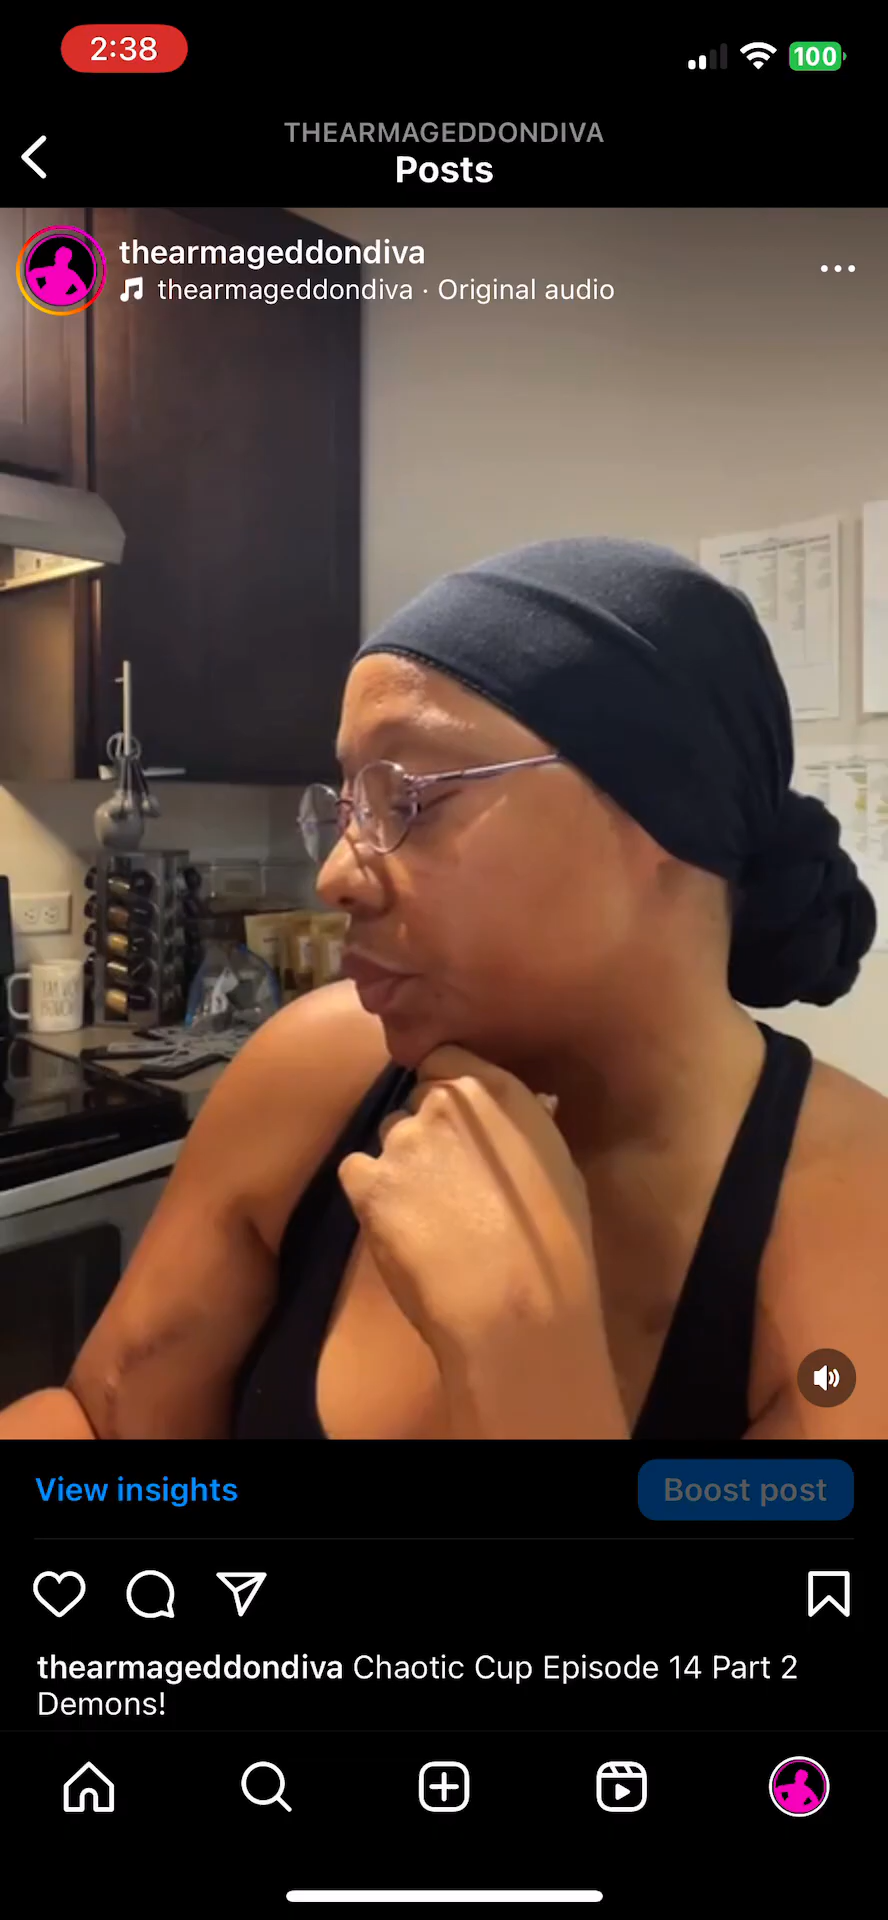 2:38
100
THEARMAGEDDONDIVA
Posts
thearmageddondiva
thearmageddondiva · Original audio
View insights
Boost post
thearmageddondiva Chaotic Cup Episode 14 Part 2
Demons!